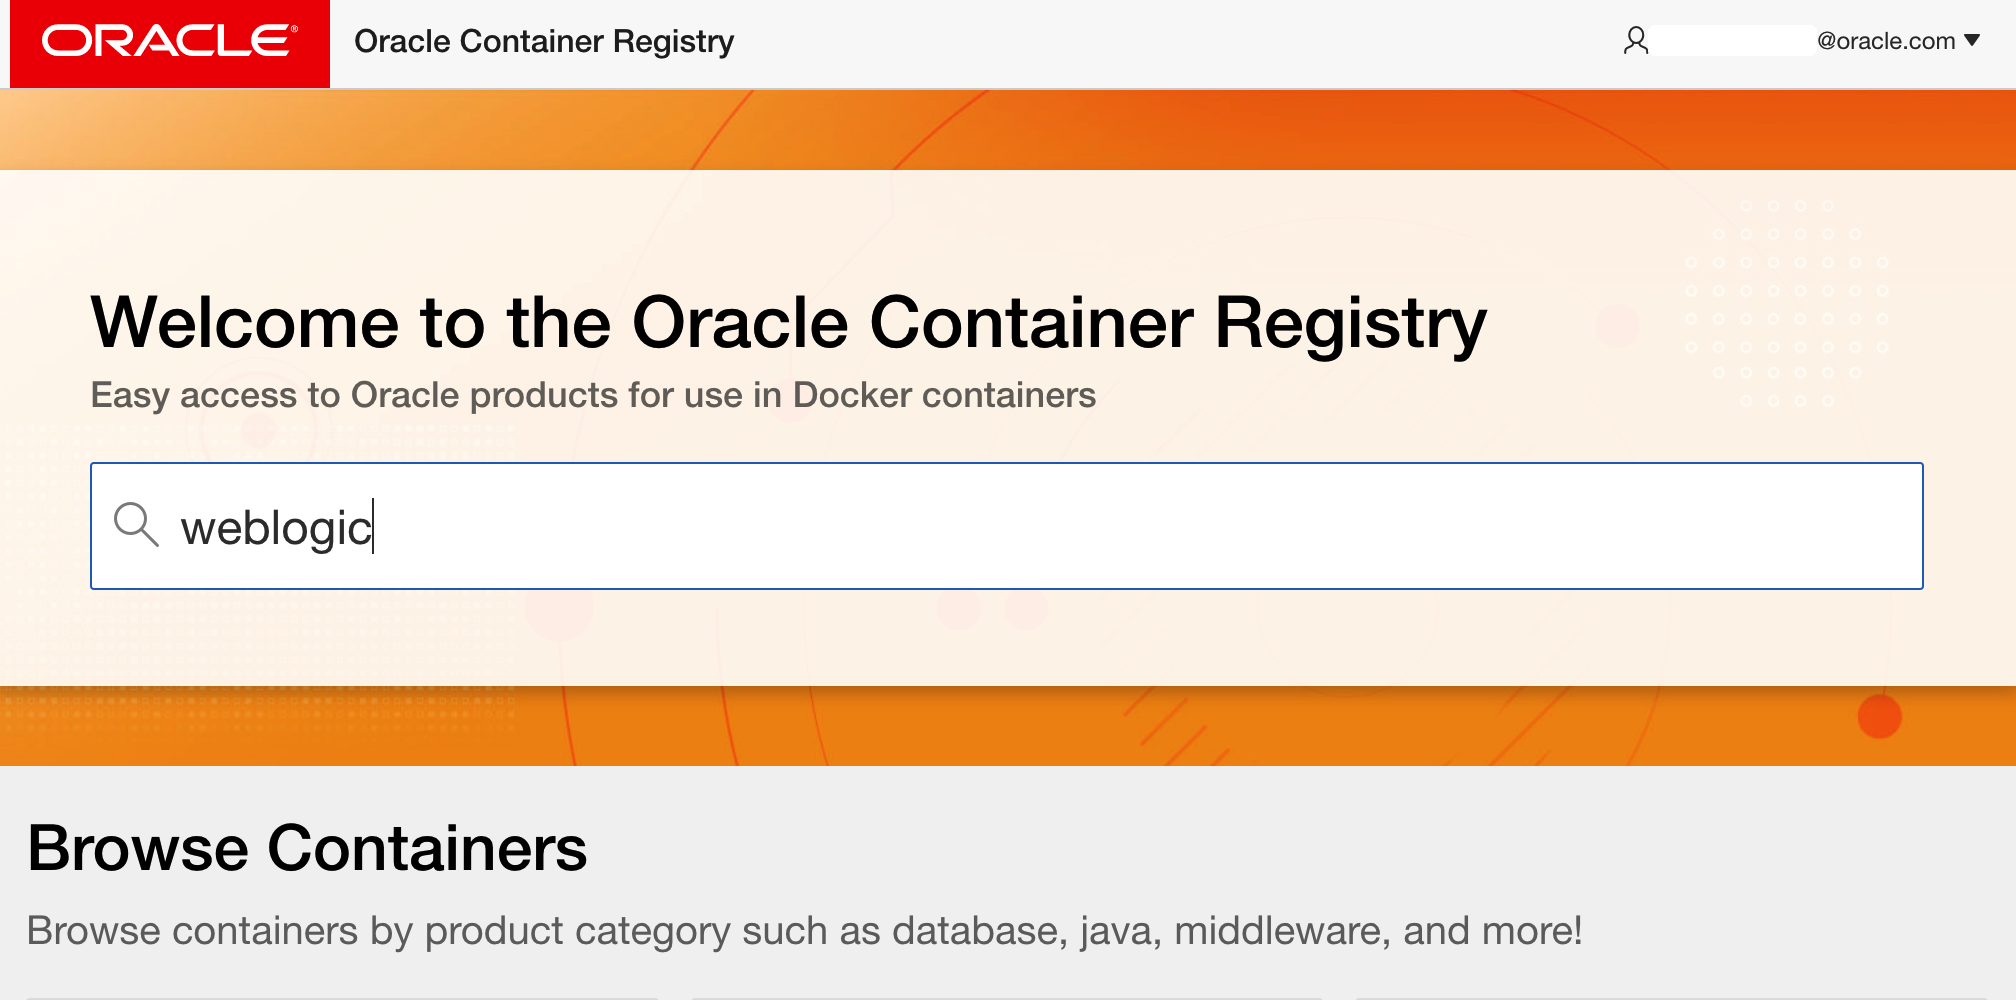 ORACLE® Oracle Container Registry @oracle.com
Welcome to the Oracle Container Registry
Easy access to Oracle products for use in Docker containers
weblogic
Browse Containers
Browse containers by product category such as database, java, middleware, and more!